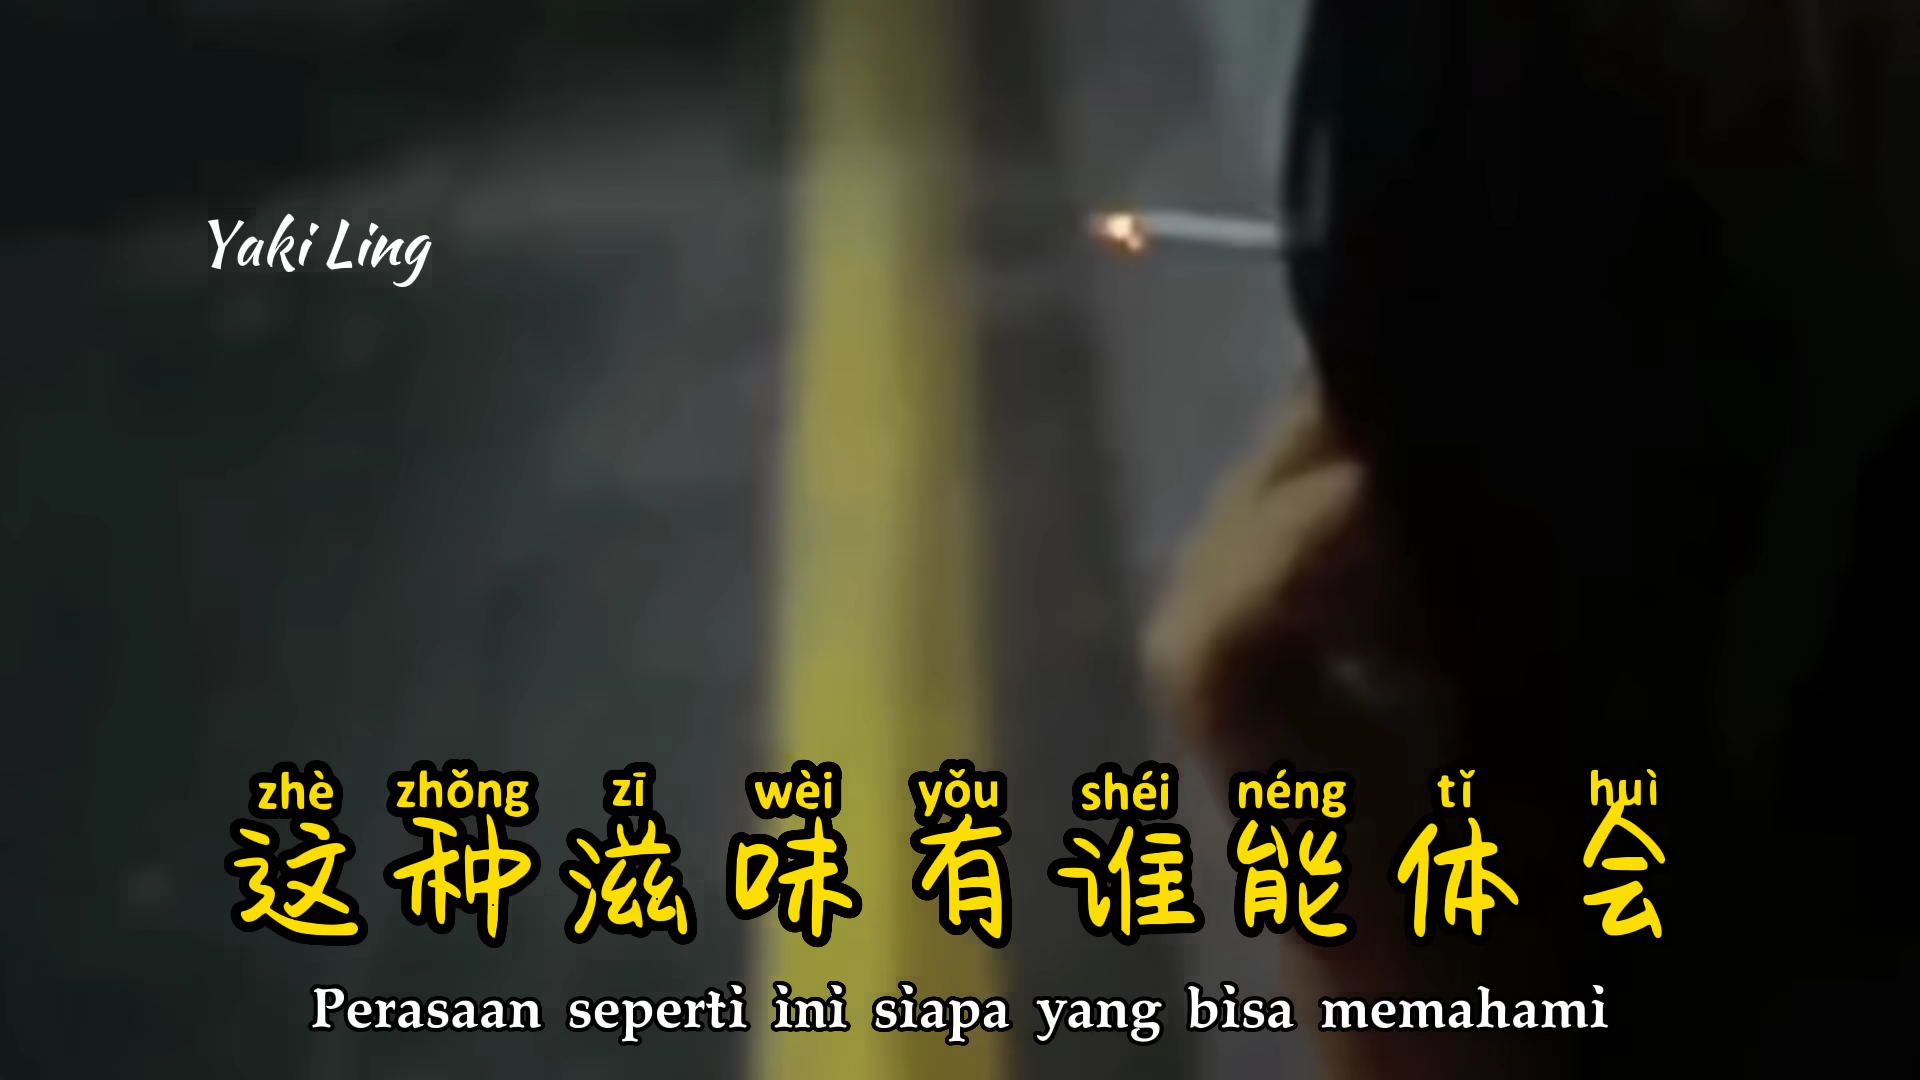 Yaki Ling
zhè zhǒng zī wèi yǒu shéi néng tǐ huì
这种滋味有谁能体会
Perasaan seperti ini siapa yang bisa memahami